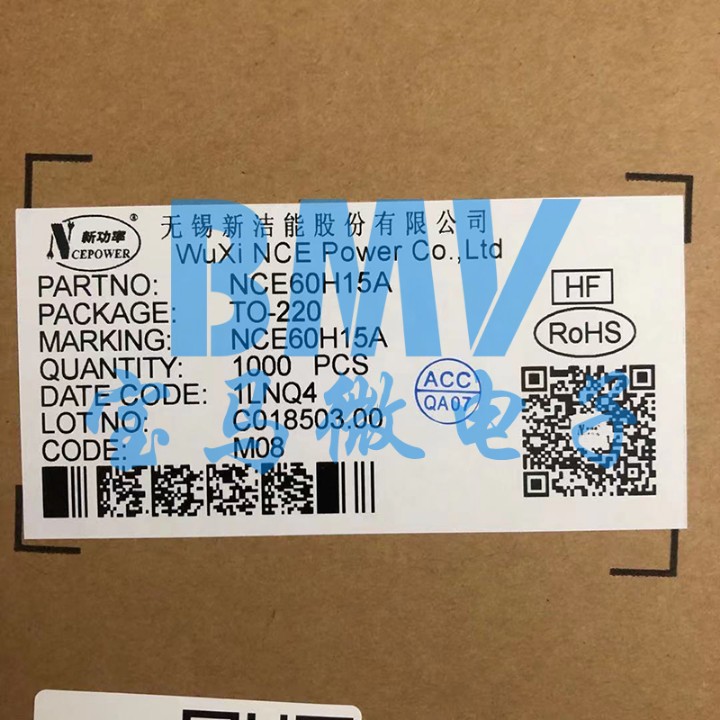 BMV
宝马微电子
新功率
NCEPOWER
®
无锡新洁能股份有限公司
WuXi NCE Power Co.,Ltd
PARTNO: NCE60H15A
PACKAGE: TO-220
MARKING: NCE60H15A
QUANTITY: 1000 PCS
DATE CODE: 1LNQ4
LOT NO: C018503.00
CODE: M08
HF
RoHS
ACC
QA07